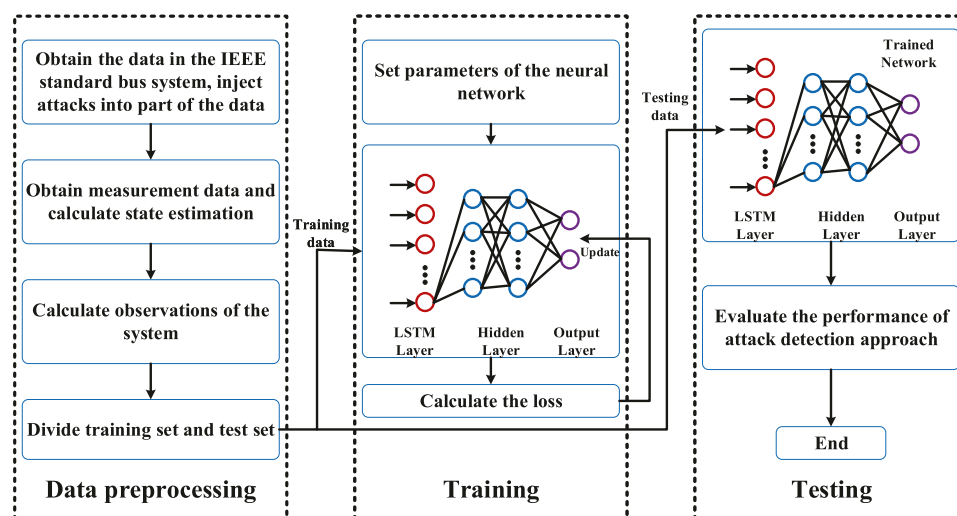 Obtain the data in the IEEE
standard bus system, inject
attacks into part of the data
Obtain measurement data and
calculate state estimation
Calculate observations of the
system
Divide training set and test set
Data preprocessing
Training
data
Set parameters of the neural
network
Update
LSTM
Layer
Hidden
Layer
Output
Layer
Calculate the loss
Training
Testing
data
Trained
Network
LSTM
Layer
Hidden
Layer
Output
Layer
Evaluate the performance of
attack detection approach
End
Testing